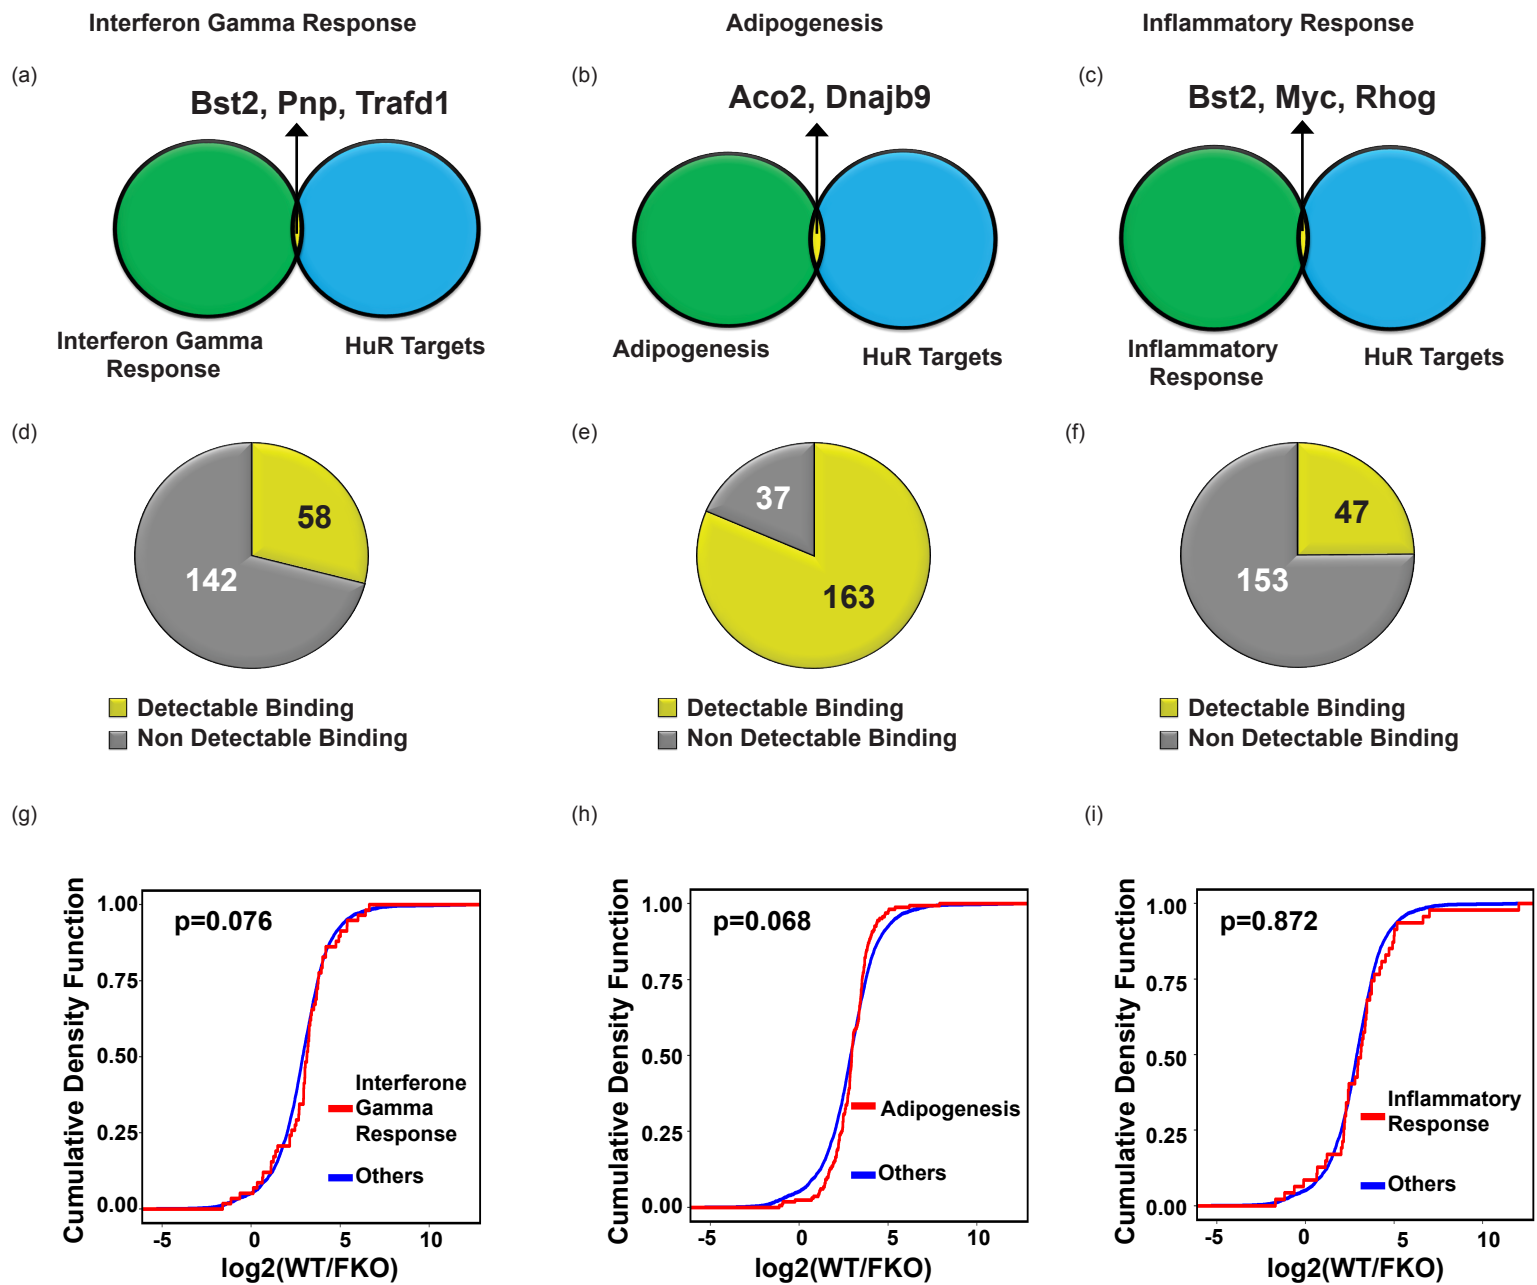 Interferon Gamma Response
Adipogenesis
Inflammatory Response
(a)
(b)
(c)
Bst2, Pnp, Trafd1
Aco2, Dnajb9
Bst2, Myc, Rhog
Interferon Gamma
Response
HuR Targets
Adipogenesis
HuR Targets
Inflammatory
Response
HuR Targets
(d)
(e)
(f)
58
142
37
163
47
153
Detectable Binding
Non Detectable Binding
Detectable Binding
Non Detectable Binding
Detectable Binding
Non Detectable Binding
(g)
(h)
(i)
Cumulative Density Function
1.00
0.75
0.50
0.25
0.00
p=0.076
Interferone
Gamma
Response
Others
-5
0
5
10
log2(WT/FKO)
Cumulative Density Function
1.00
0.75
0.50
0.25
0.00
p=0.068
Adipogenesis
Others
-5
0
5
10
log2(WT/FKO)
Cumulative Density Function
1.00
0.75
0.50
0.25
0.00
p=0.872
Inflammatory
Response
Others
-5
0
5
10
log2(WT/FKO)